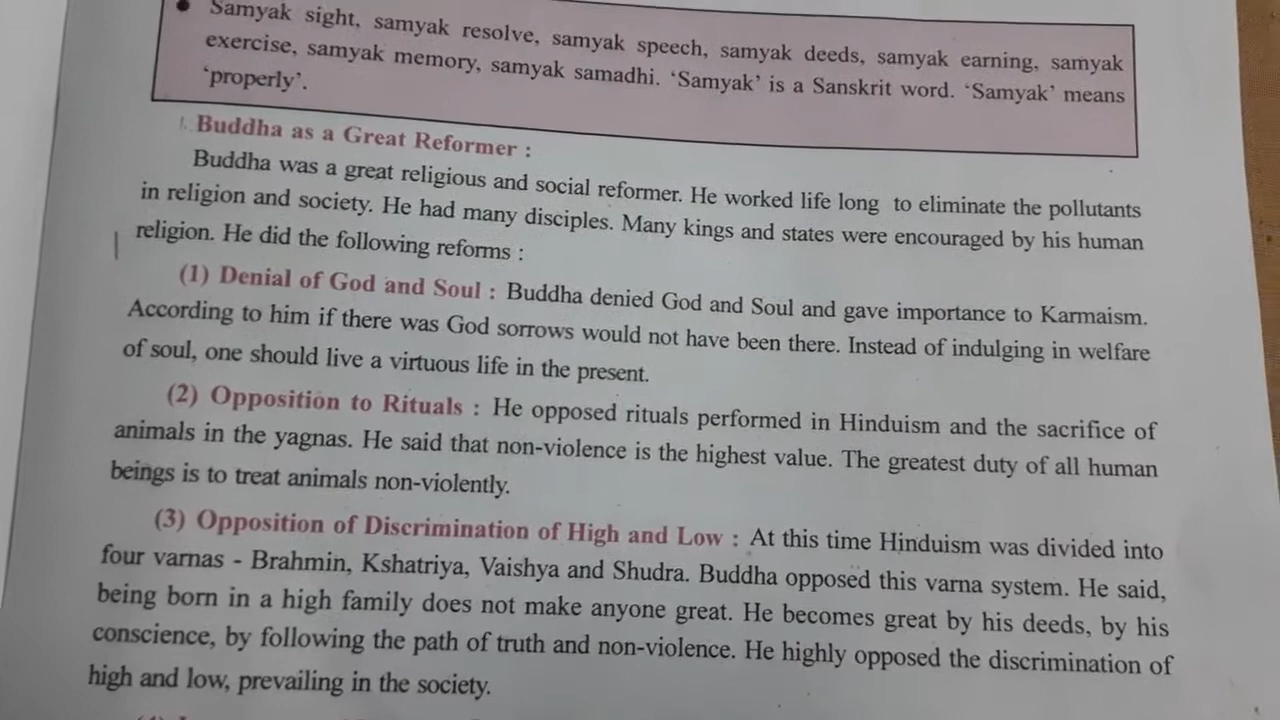 • Samyak sight, samyak resolve, samyak speech, samyak deeds, samyak earning, samyak
exercise, samyak memory, samyak samadhi. ‘Samyak’ is a Sanskrit word. ‘Samyak’ means
‘properly’.
Buddha as a Great Reformer :
Buddha was a great religious and social reformer. He worked life long to eliminate the pollutants
in religion and society. He had many disciples. Many kings and states were encouraged by his human
religion. He did the following reforms :
(1) Denial of God and Soul : Buddha denied God and Soul and gave importance to Karmaism.
According to him if there was God sorrows would not have been there. Instead of indulging in welfare
of soul, one should live a virtuous life in the present.
(2) Opposition to Rituals : He opposed rituals performed in Hinduism and the sacrifice of
animals in the yagnas. He said that non-violence is the highest value. The greatest duty of all human
beings is to treat animals non-violently.
(3) Opposition of Discrimination of High and Low : At this time Hinduism was divided into
four varnas - Brahmin, Kshatriya, Vaishya and Shudra. Buddha opposed this varna system. He said,
being born in a high family does not make anyone great. He becomes great by his deeds, by his
conscience, by following the path of truth and non-violence. He highly opposed the discrimination of
high and low, prevailing in the society.